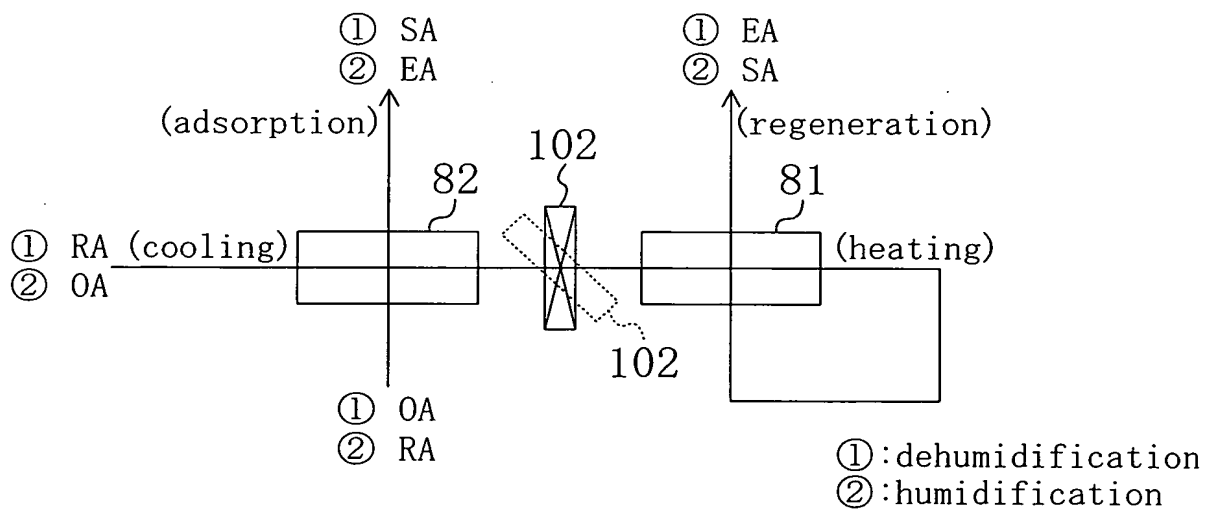 ① SA
② EA
① EA
② SA
(adsorption)
(regeneration)
102
82
81
① RA (cooling)
② OA
(heating)
102
① OA
② RA
①:dehumidification
②:humidification